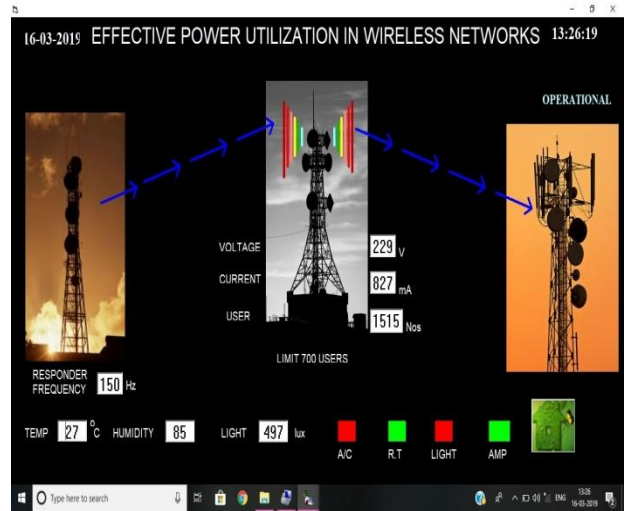 16-03-2019 EFFECTIVE POWER UTILIZATION IN WIRELESS NETWORKS 13:26:19
OPERATIONAL
VOLTAGE 229 V
CURRENT 827 mA
USER 1515 Nos
LIMIT 700 USERS
RESPONDER
FREQUENCY 150 Hz
TEMP 27 °C HUMIDITY 85 LIGHT 497 lux
A/C R.T LIGHT AMP
Type here to search
ENG
13:26
16-03-2019